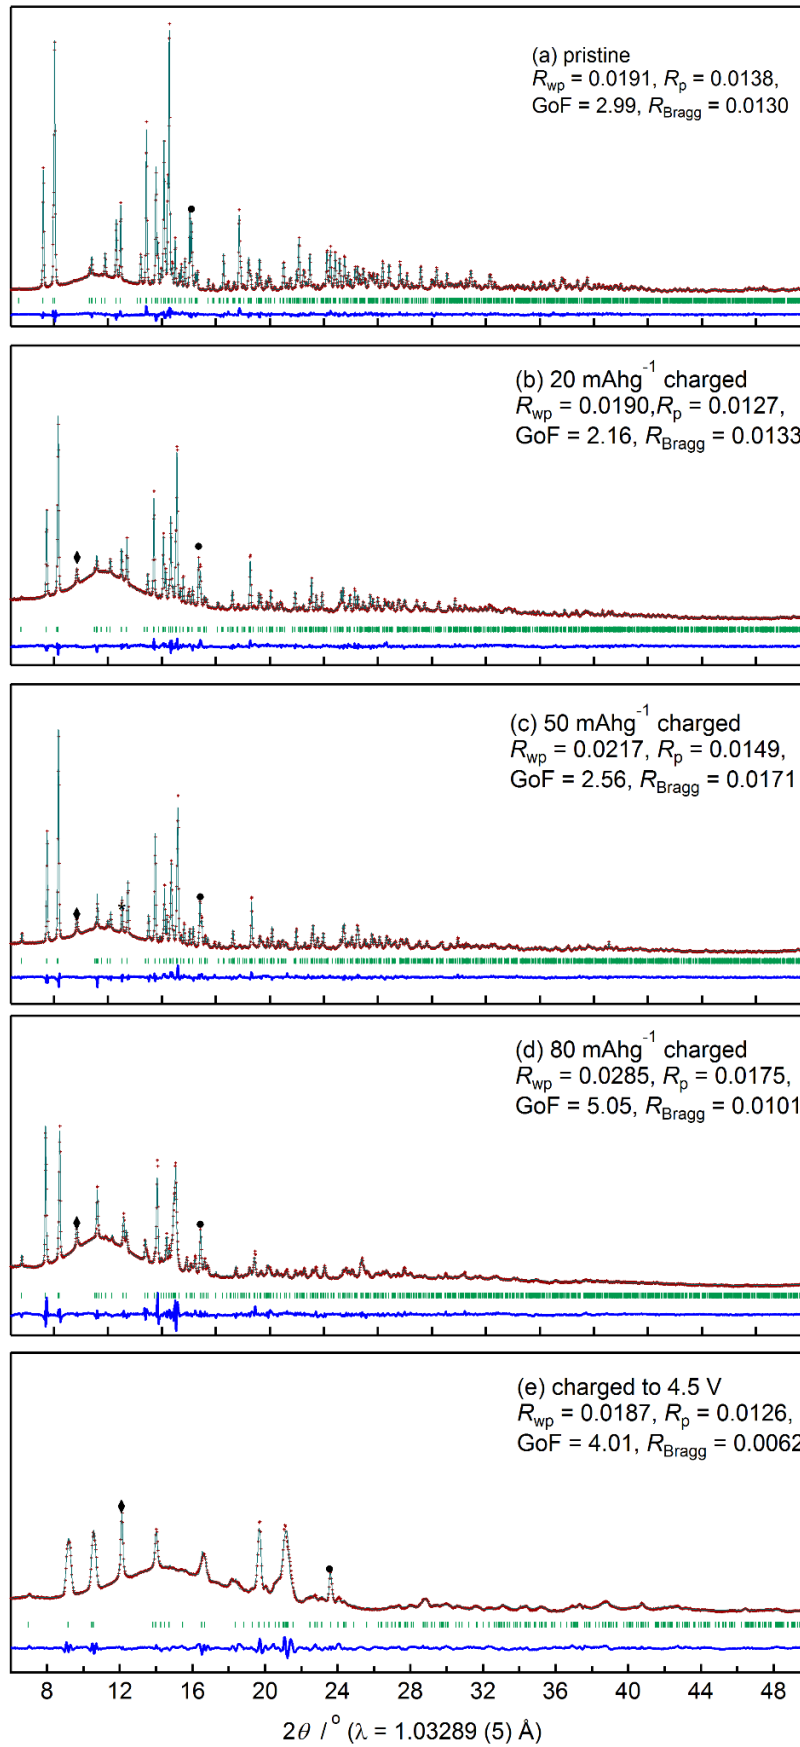 (a) pristine
Rwp = 0.0191, Rp = 0.0138,
GoF = 2.99, RBragg = 0.0130
(b) 20 mAhg⁻¹ charged
Rwp = 0.0190,Rp = 0.0127,
GoF = 2.16, RBragg = 0.0133
(c) 50 mAhg⁻¹ charged
Rwp = 0.0217, Rp = 0.0149,
GoF = 2.56, RBragg = 0.0171
(d) 80 mAhg⁻¹ charged
Rwp = 0.0285, Rp = 0.0175,
GoF = 5.05, RBragg = 0.0101
(e) charged to 4.5 V
Rwp = 0.0187, Rp = 0.0126,
GoF = 4.01, RBragg = 0.0062
8 12 16 20 24 28 32 36 40 44 48
2θ / ° (λ = 1.03289 (5) Å)